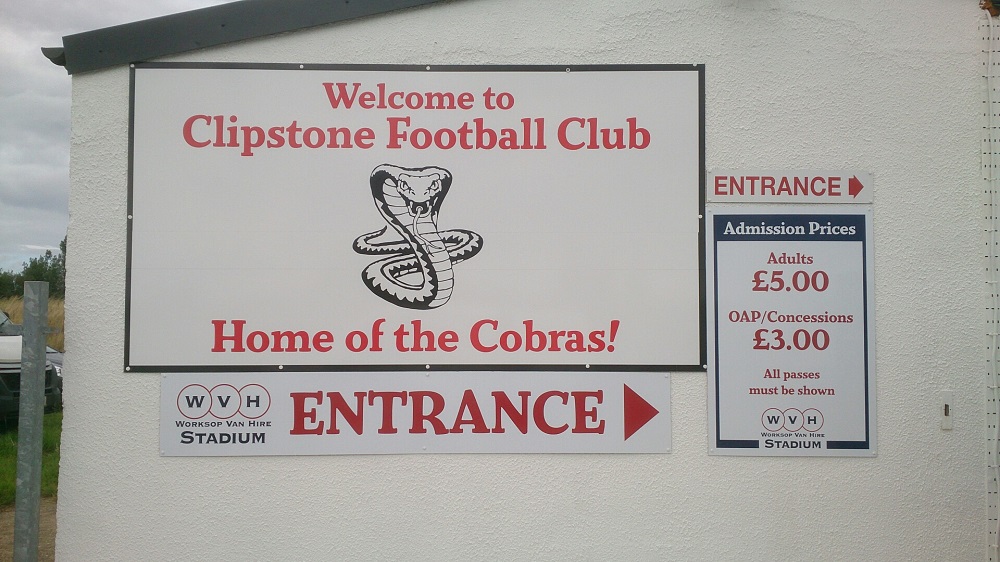 Welcome to
Clipstone Football Club
Home of the Cobras!
WVH
WORKSOP VAN HIRE
STADIUM
ENTRANCE
ENTRANCE
Admission Prices
Adults
£5.00
OAP/Concessions
£3.00
All passes
must be shown
WVH
WORKSOP VAN HIRE
STADIUM